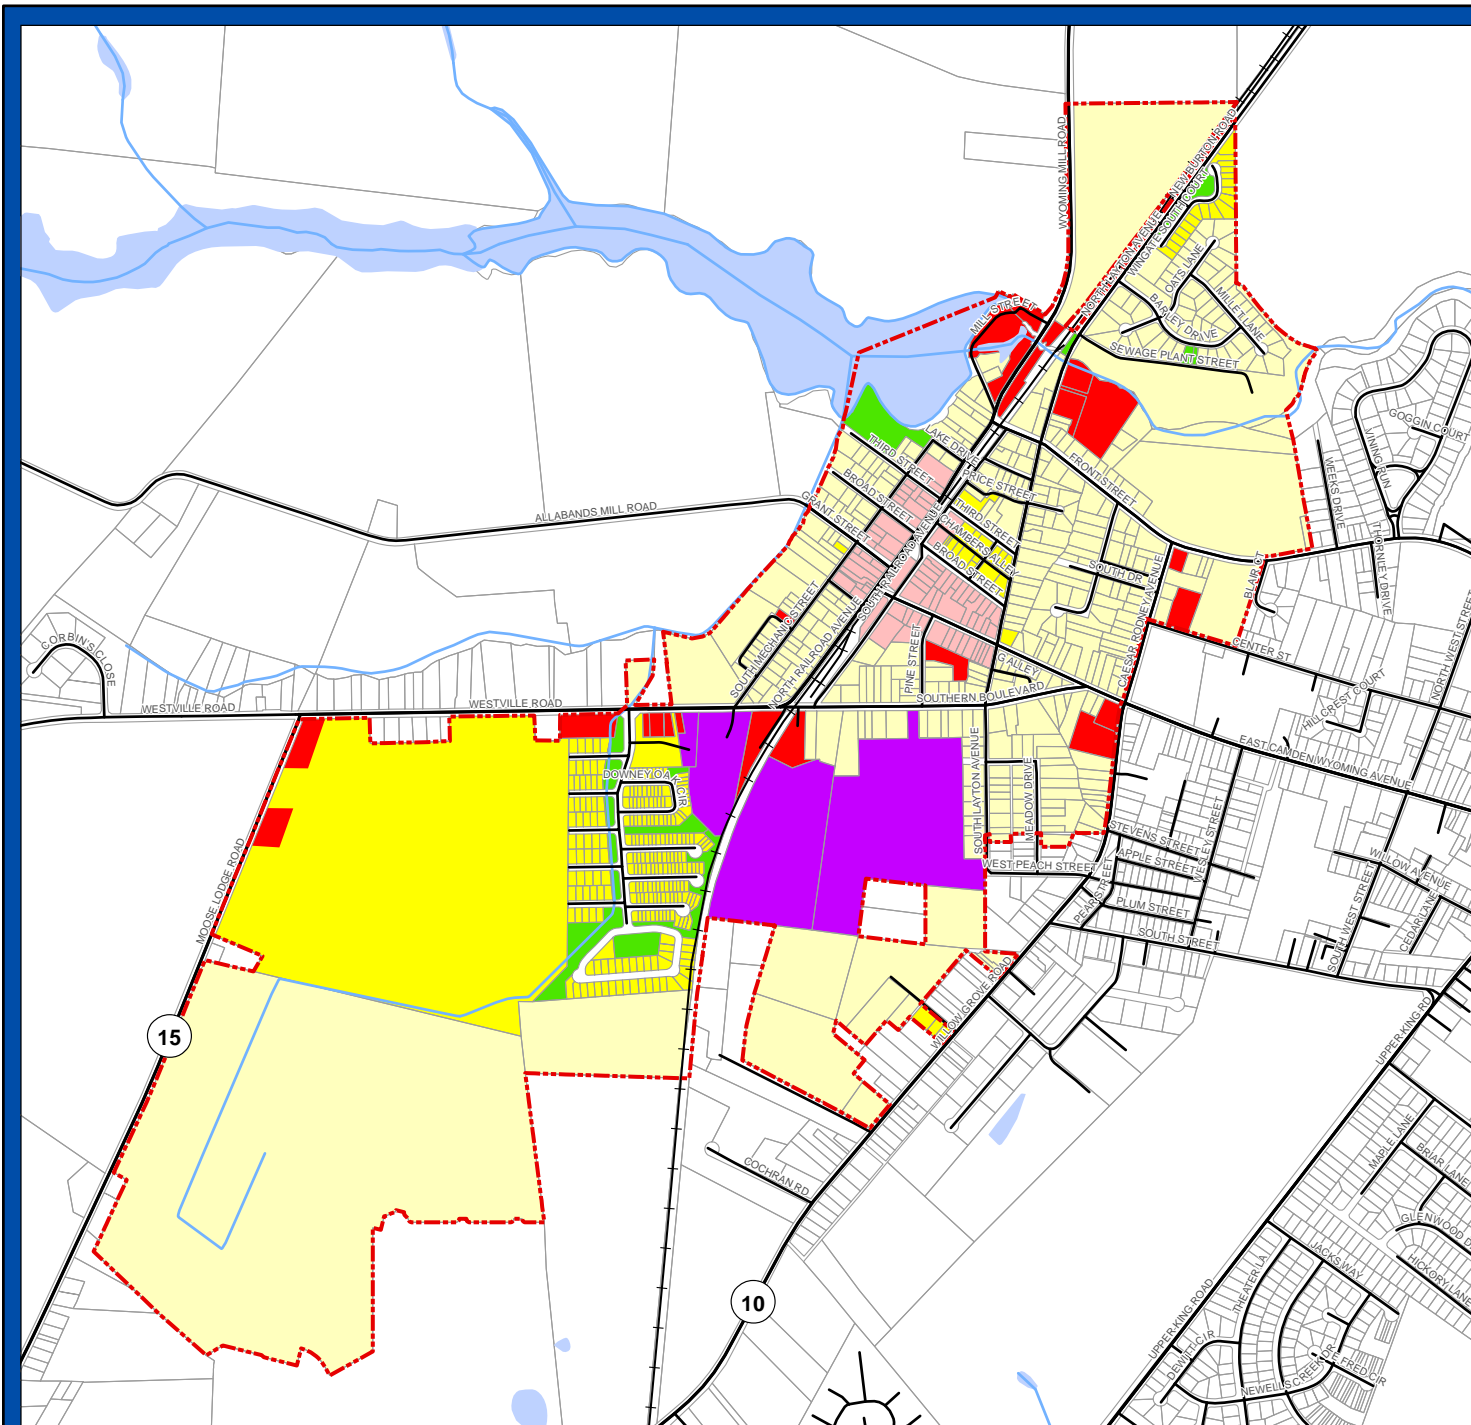 WYOMING MILL ROAD
NEW BURTON ROAD
NORTH LAYTON AVENUE
WINGATE SOUTH COURT
OATS LANE
MILLET LANE
BARLEY DRIVE
SEWAGE PLANT STREET
MILL STREET
GOGGIN COURT
VINING RUN
WEEKS DRIVE
THORNLEY DRIVE
LAKE DRIVE
THIRD STREET
FRONT STREET
PRICE STREET
BROAD STREET
GRANT STREET
ALLABANDS MILL ROAD
THIRD STREET
CHAMBERS ALLEY
BROAD STREET
SOUTH RAILROAD AVENUE
SOUTH DR
BLAIR CT
CAESAR RODNEY AVENUE
CENTER ST
NORTH WEST STREET
CORBIN'S CLOSE
SOUTH MECHANIC STREET
NORTH RAILROAD AVENUE
PINE STREET
G ALLEY
SOUTHERN BOULEVARD
HILLCREST COURT
WESTVILLE ROAD
WESTVILLE ROAD
EAST CAMDEN WYOMING AVENUE
DOWNEY OAK CIR
SOUTH LAYTON AVENUE
MEADOW DRIVE
STEVENS STREET
APPLE STREET
WESLEY STREET
WEST PEACH STREET
PEAR STREET
PLUM STREET
SOUTH STREET
WILLOW AVENUE
CEDAR LANE
SOUTH WEST STREET
MOOSE LODGE ROAD
WILLOW GROVE ROAD
UPPER KING RD
15
COCHRAN RD
MAPLE LANE
BRIAR LANE
GLENWOOD D
HICKORY LANE
JACKS WAY
THEATER LA
UPPER KING ROAD
10
DEWITT CIR
NEWELLS CREEK DR
E FRED CIR